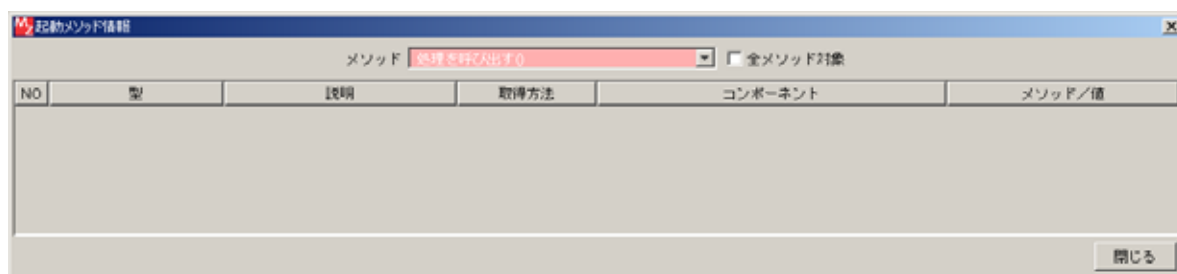 起動メソッド情報
メソッド 処理を呼び出す() 全メソッド対象
NO 型 説明 取得方法 コンポーネント メソッド/値
閉じる